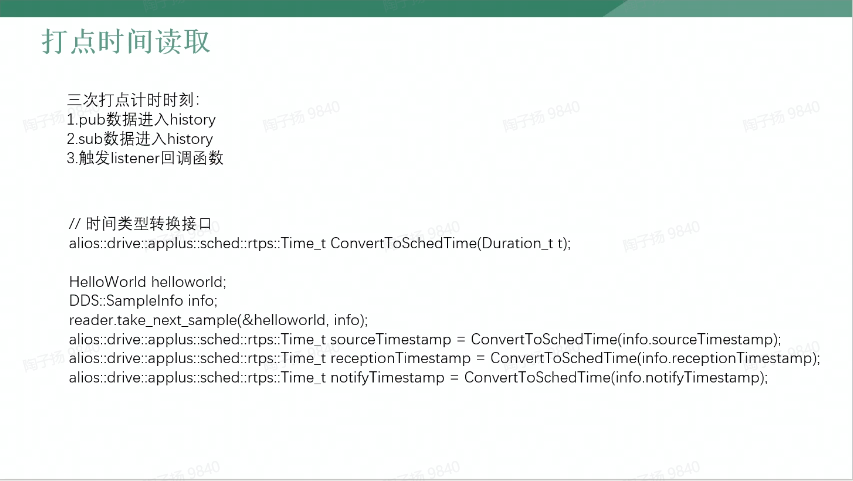 打点时间读取
三次打点计时时刻：
1.pub数据进入history
2.sub数据进入history
3.触发listener回调函数
// 时间类型转换接口
alios::drive::applus::sched::rtps::Time_t ConvertToSchedTime(Duration_t t);
HelloWorld helloworld;
DDS::SampleInfo info;
reader.take_next_sample(&helloworld, info);
alios::drive::applus::sched::rtps::Time_t sourceTimestamp = ConvertToSchedTime(info.sourceTimestamp);
alios::drive::applus::sched::rtps::Time_t receptionTimestamp = ConvertToSchedTime(info.receptionTimestamp);
alios::drive::applus::sched::rtps::Time_t notifyTimestamp = ConvertToSchedTime(info.notifyTimestamp);
陶子扬 9840